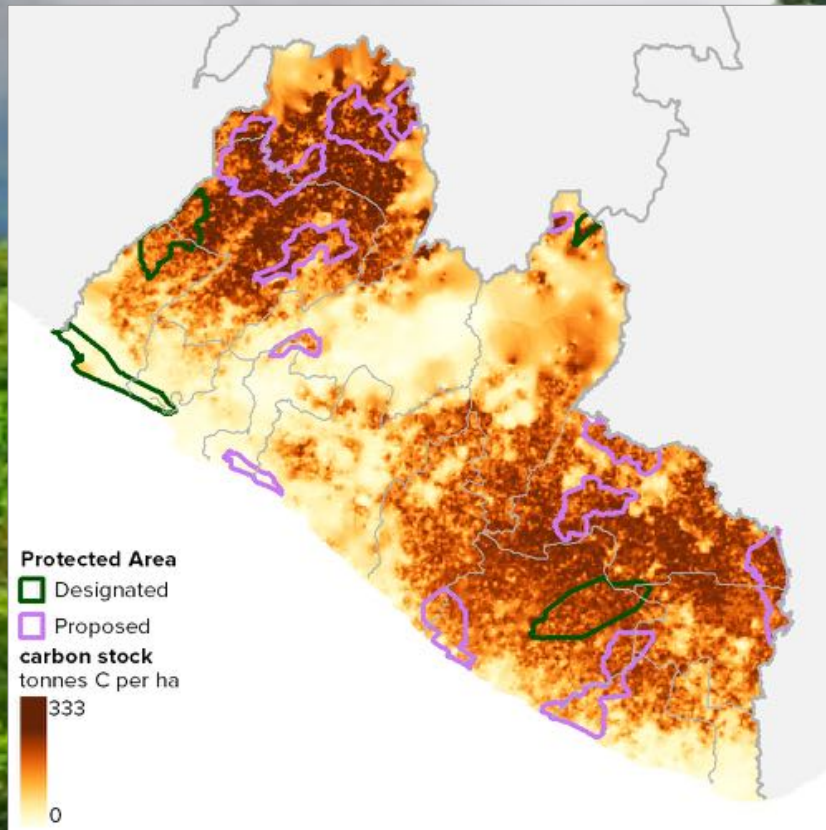 Protected Area
Designated
Proposed
carbon stock
tonnes C per ha
333
0